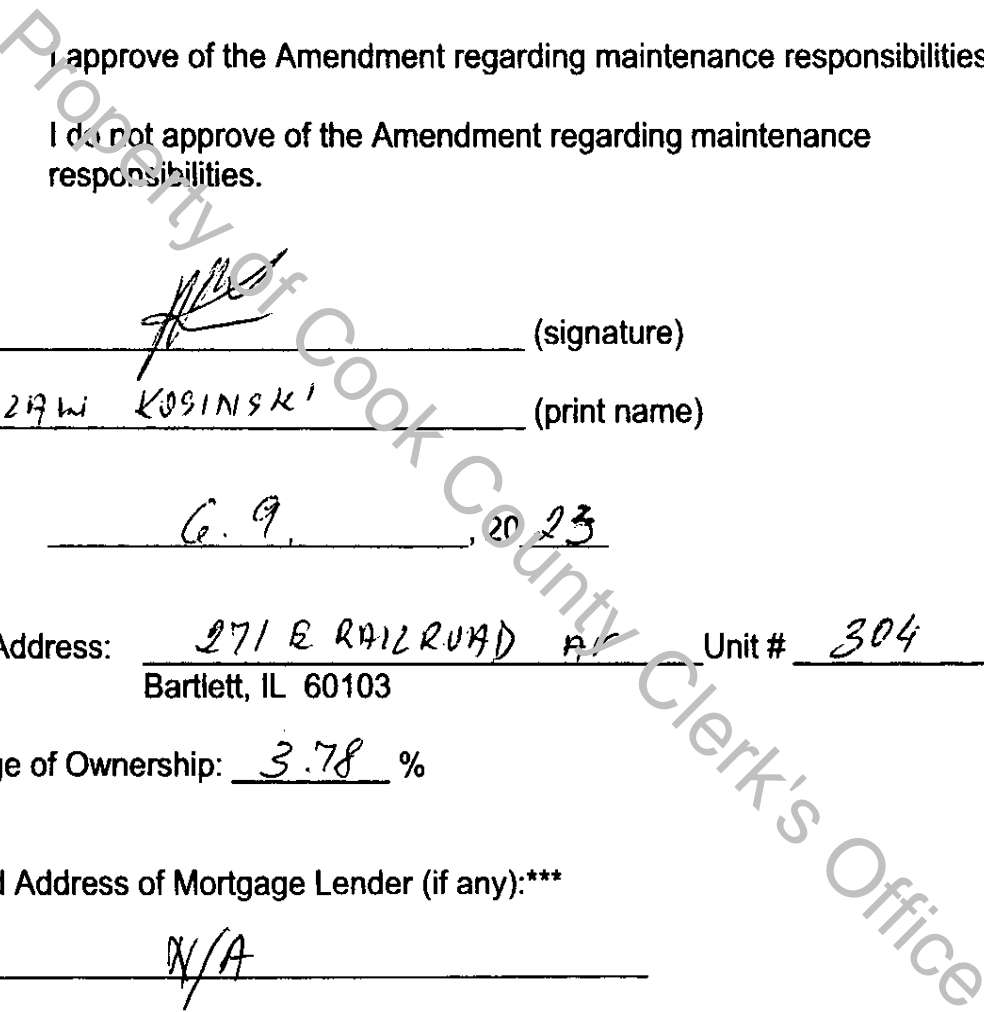 I approve of the Amendment regarding maintenance responsibilities
I do not approve of the Amendment regarding maintenance
responsibilities.
(signature)
KOSINSKI (print name)
6. 9. , 20 23
Address: 271 E RAILROAD Unit # 304
Bartlett, IL 60103
ge of Ownership: 3.78 %
d Address of Mortgage Lender (if any):***
N/A
Property of Cook County Clerk's Office